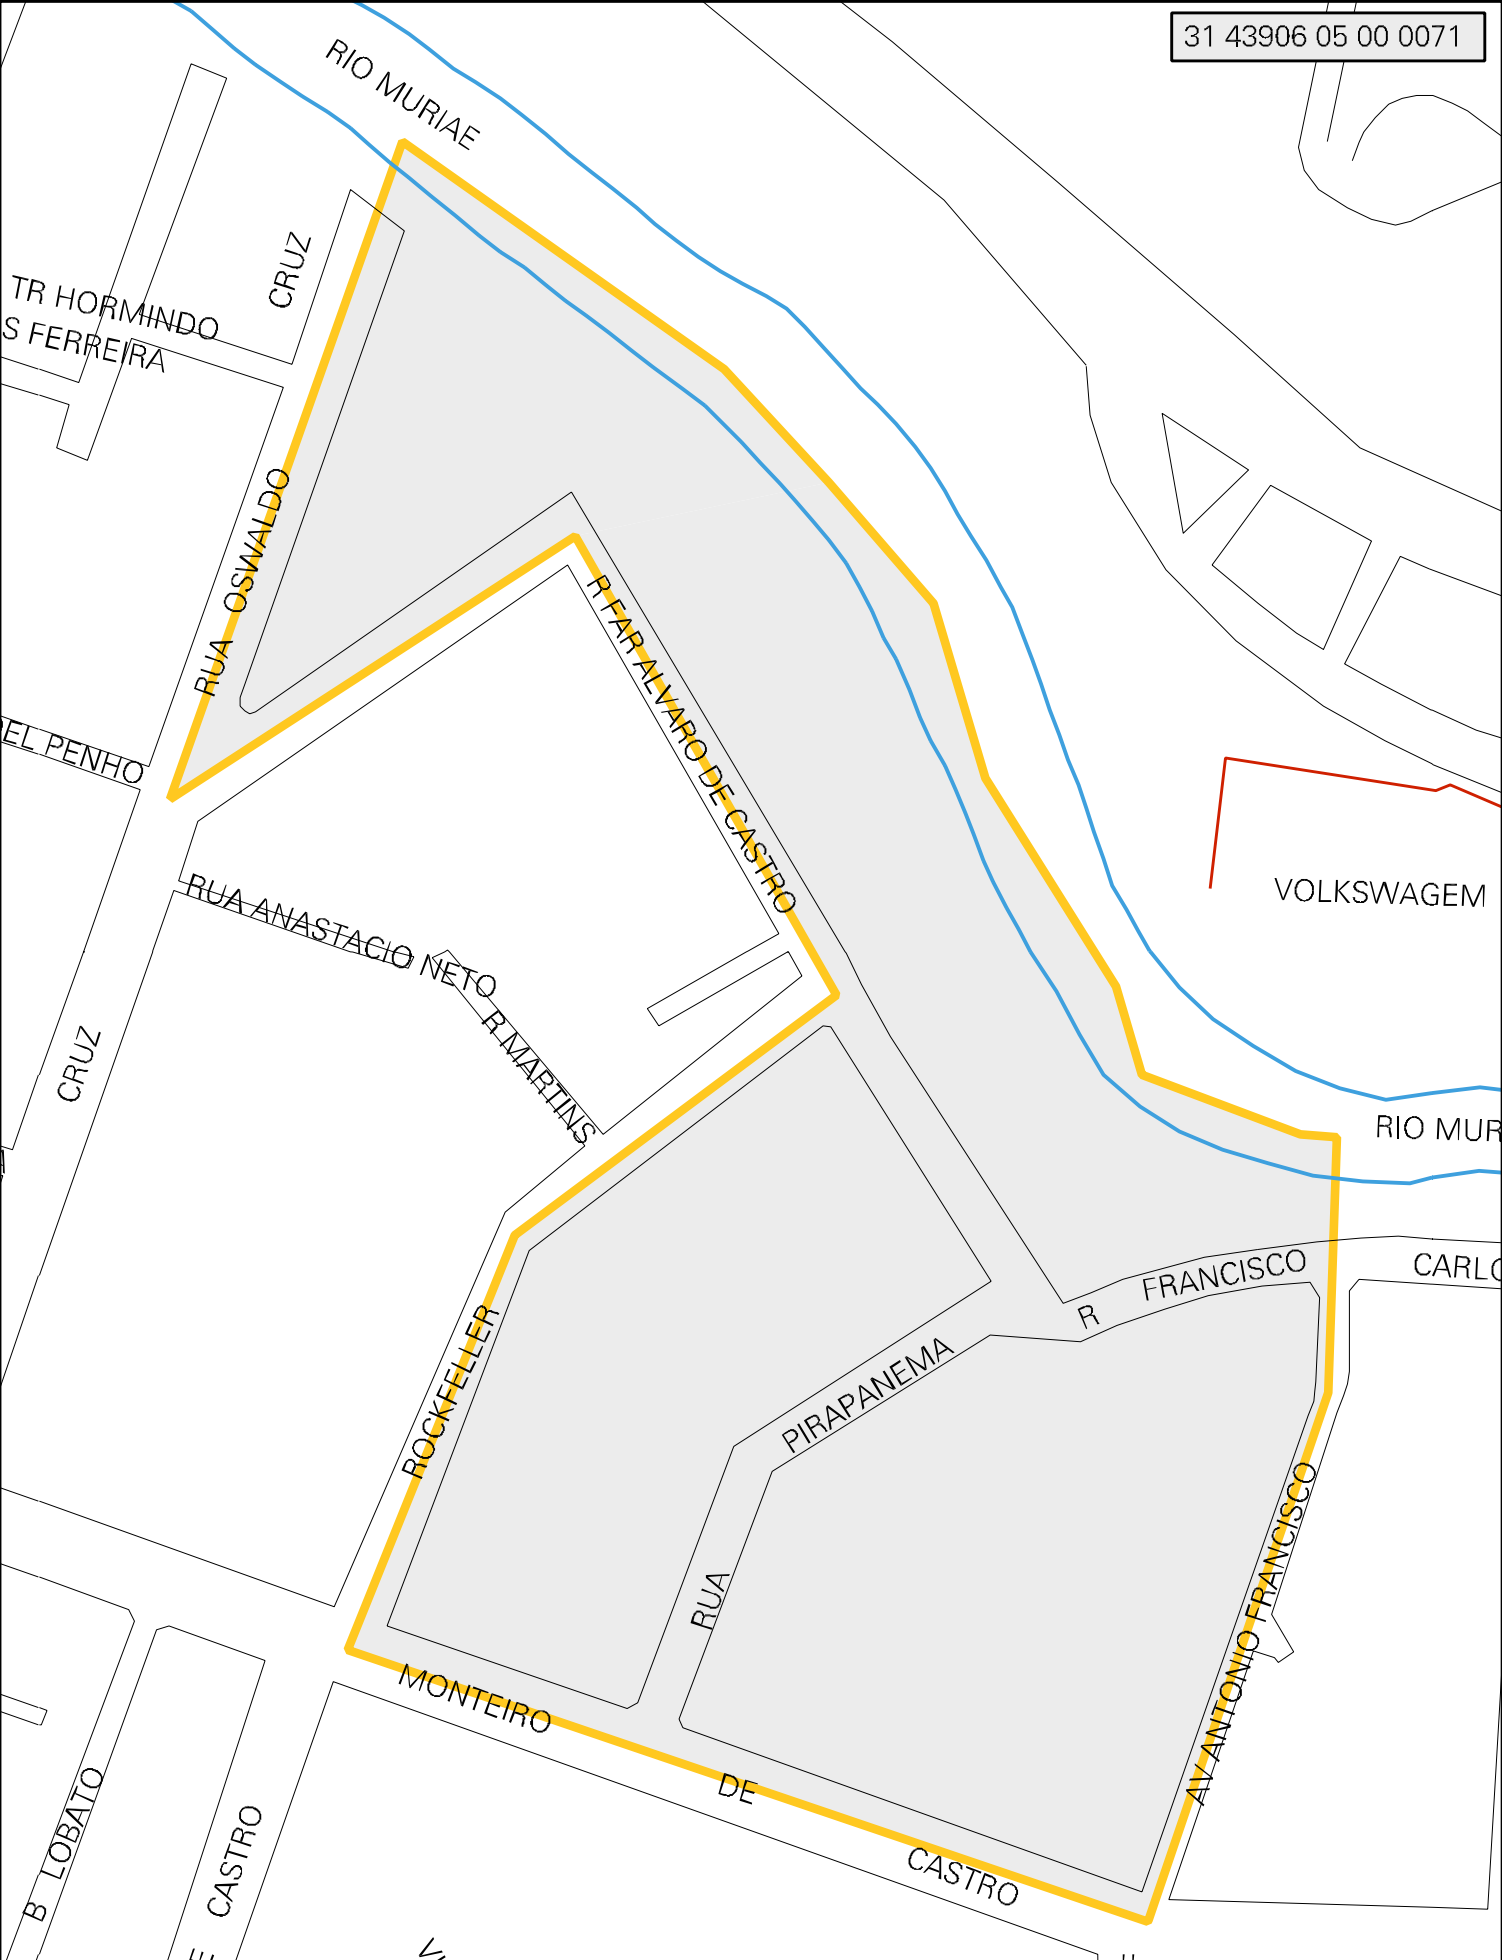 31 43906 05 00 0071
RIO MURIAE
CRUZ
TR HORMINDO
S FERREIRA
RUA OSWALDO
R FAR ALVARO DE CASTRO
DEL PENHO
VOLKSWAGEM
RUA ANASTACIO NETO
R MARTINS
CRUZ
RIO MUR
R FRANCISCO
CARLO
PIRAPANEMA
RUA
ROCKFELLER
AV ANTONIO FRANCISCO
MONTEIRO DE CASTRO
B LOBATO
E CASTRO